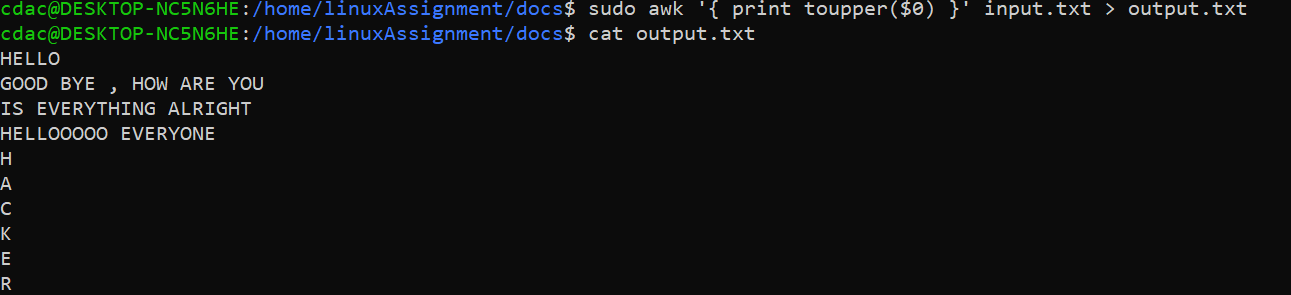 cdac@DESKTOP-NC5N6HE:/home/linuxAssignment/docs$ sudo awk '{ print toupper($0) }' input.txt > output.txt
cdac@DESKTOP-NC5N6HE:/home/linuxAssignment/docs$ cat output.txt
HELLO
GOOD BYE , HOW ARE YOU
IS EVERYTHING ALRIGHT
HELLOOOOO EVERYONE
H
A
C
K
E
R